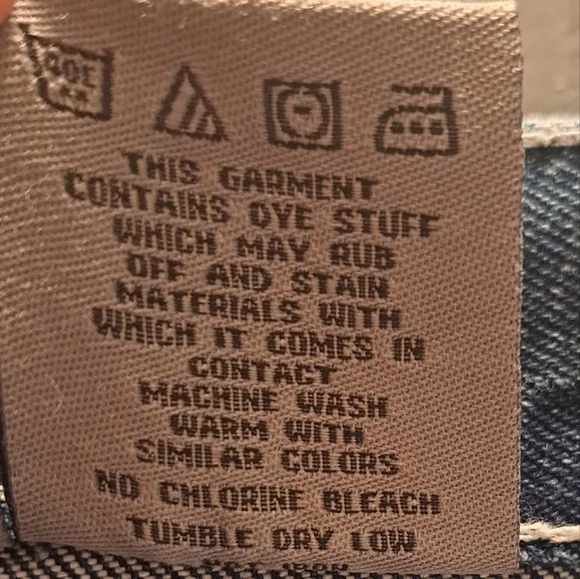 THIS GARMENT
CONTAINS DYE STUFF
WHICH MAY RUB
OFF AND STAIN
MATERIALS WITH
WHICH IT COMES IN
CONTACT
MACHINE WASH
WARM WITH
SIMILAR COLORS
NO CHLORINE BLEACH
TUMBLE DRY LOW